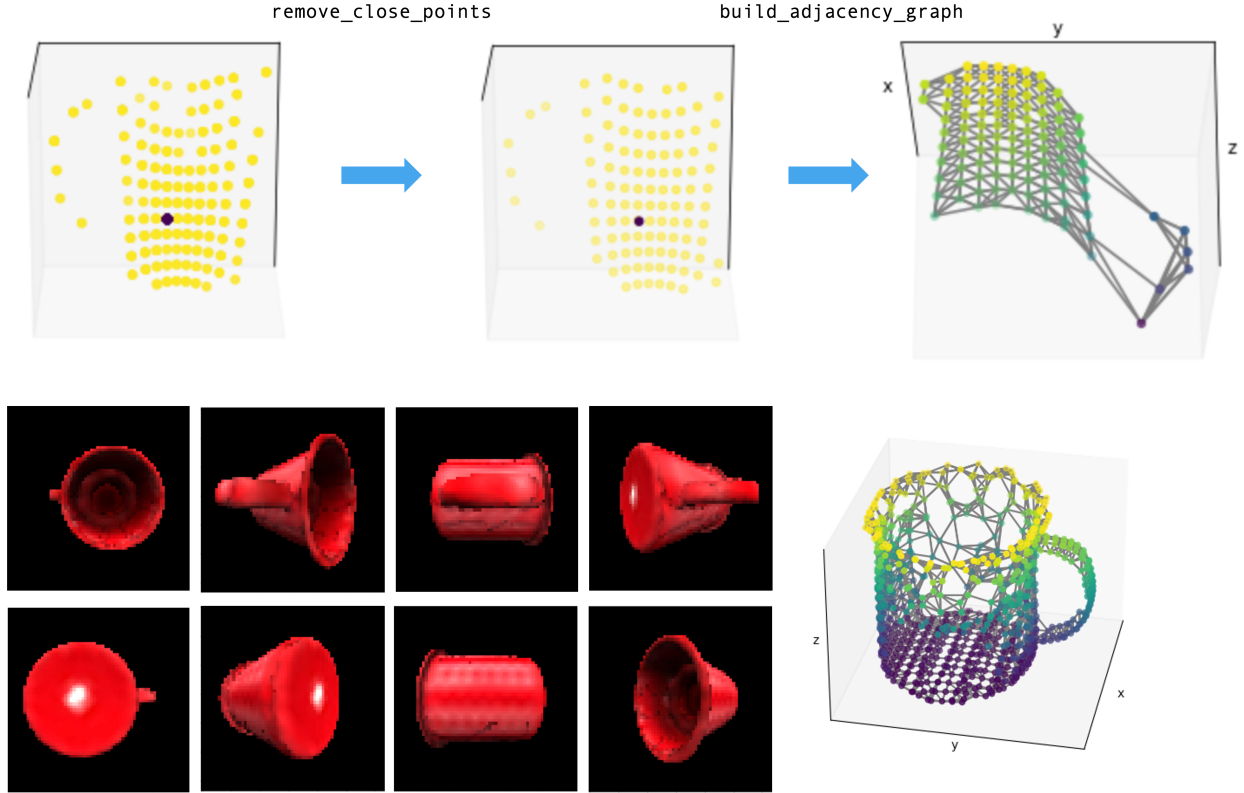 remove_close_points
build_adjacency_graph
y
x
z
z
x
y